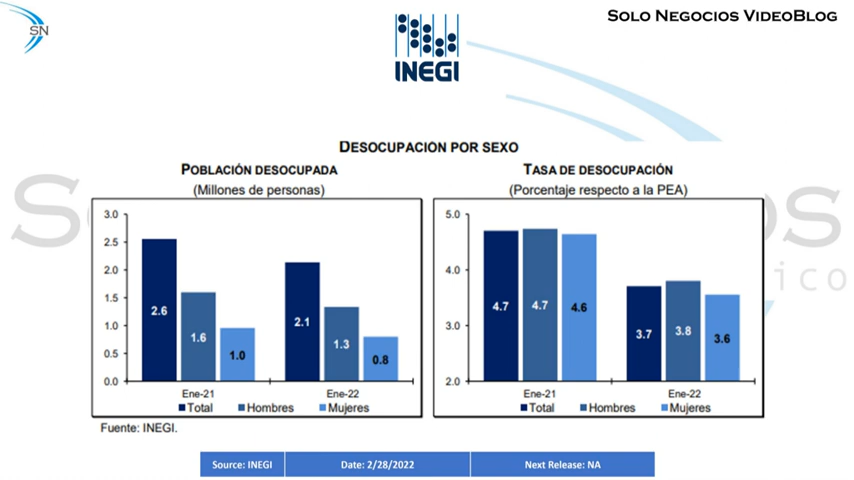 SN
SOLO NEGOCIOS VIDEOBLOG
INEGI
DESOCUPACIÓN POR SEXO
POBLACIÓN DESOCUPADA
(Millones de personas)
3.0
2.5
2.0
1.5
1.0
0.5
0.0
2.6
1.6
1.0
2.1
1.3
0.8
Ene-21
Ene-22
Total
Hombres
Mujeres
TASA DE DESOCUPACIÓN
(Porcentaje respecto a la PEA)
5.0
4.0
3.0
2.0
4.7
4.7
4.6
3.7
3.8
3.6
Ene-21
Ene-22
Total
Hombres
Mujeres
Fuente: INEGI.
Source: INEGI
Date: 2/28/2022
Next Release: NA